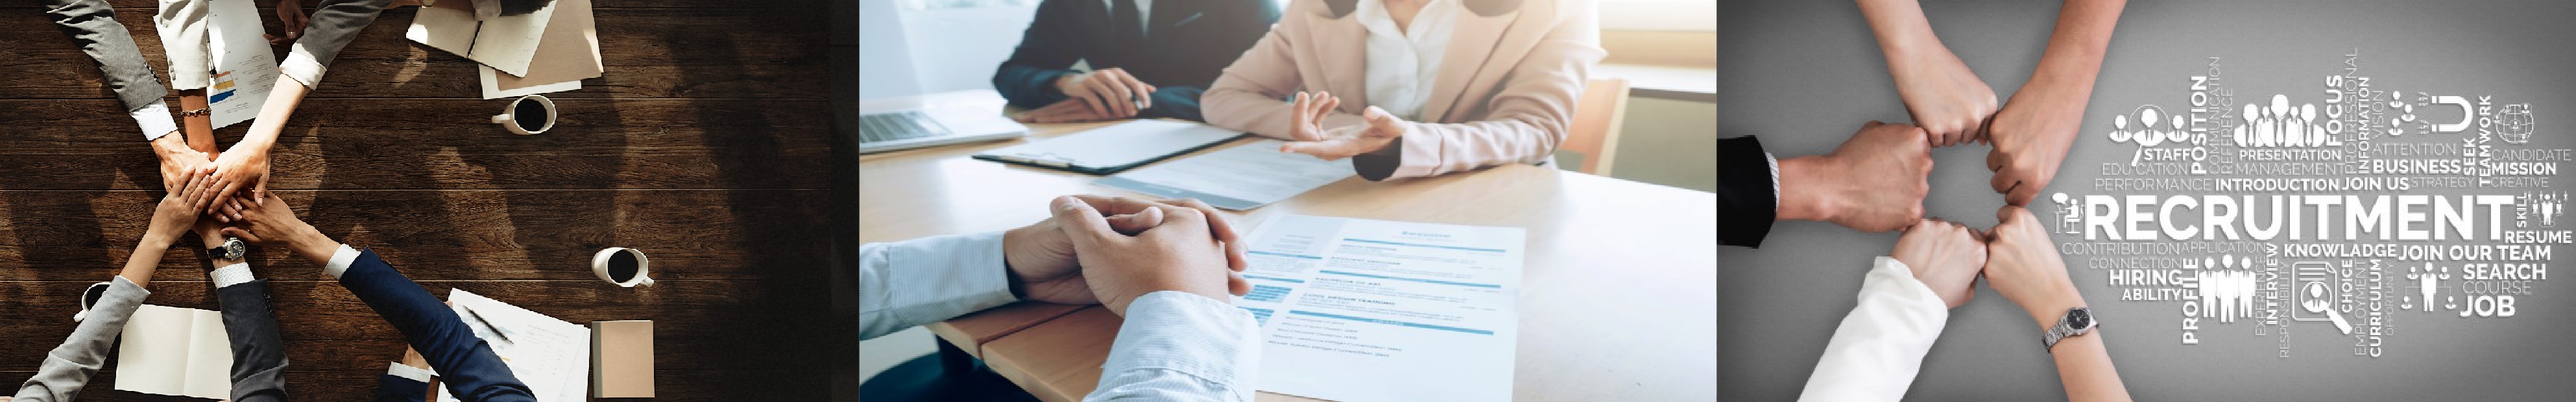 Resume
POSITION
COMMUNICATION
FOCUS
INFORMATION
PROFESSIONAL
VISION
TEAMWORK
STAFF
PRESENTATION
ATTENTION
SEEK
CANDIDATE
EDUCATION
MANAGEMENT
BUSINESS
MISSION
PERFORMANCE
INTRODUCTION
JOIN US
STRATEGY
CREATIVE
RECRUITMENT
SKILL
RESUME
CONTRIBUTION
APPLICATION
KNOWLADGE
JOIN OUR TEAM
CONNECTION
HIRING
ABILITY
PROFILE
EXPERIENCE
INTERVIEW
RESPONSIBILITY
CHOICE
EMPLOYMENT
CURRICULUM
OPPORTUNITY
SEARCH
COURSE
JOB